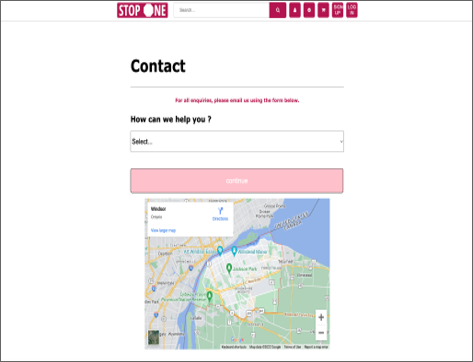 STOP ONE
Search...
SIGN UP
LOG IN
Contact
For all enquiries, please email us using the form below.
How can we help you ?
Select...
continue
Windsor
Ontario
Directions
View larger map
Jackson Park
Keyboard shortcuts
Map data ©2023 Google
Terms of Use
Report a map error